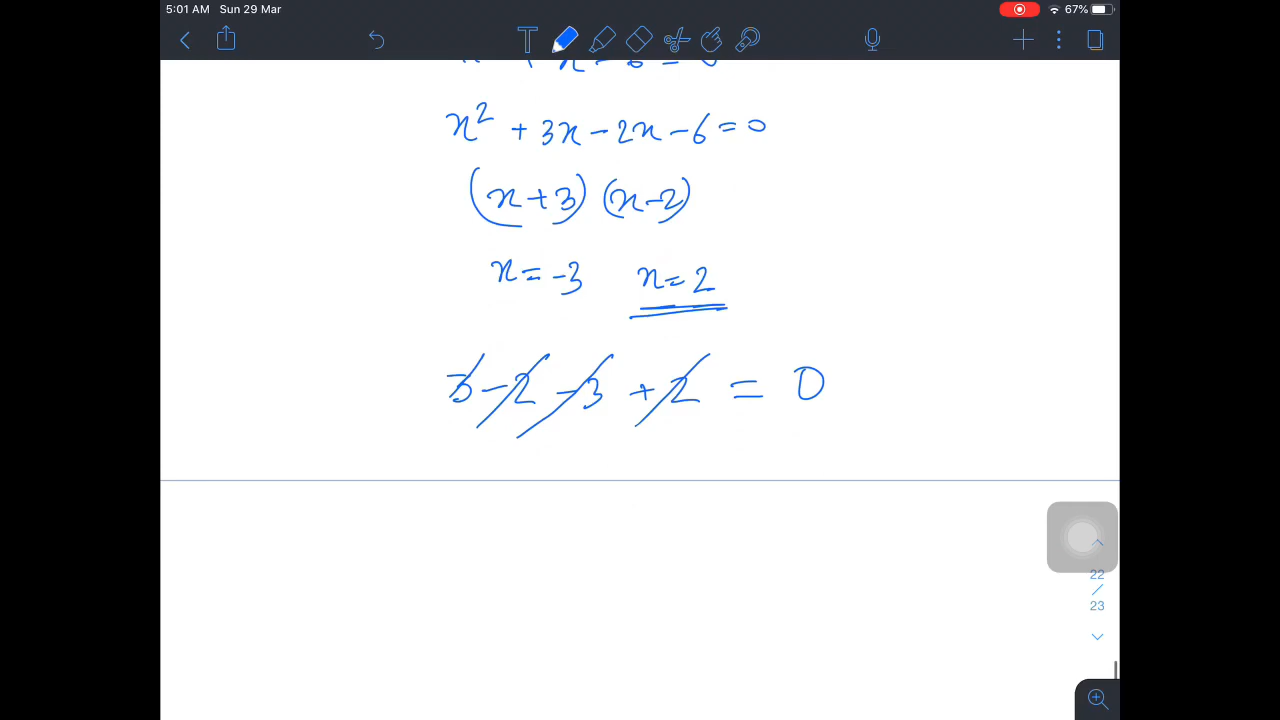 5:01 AM Sun 29 Mar
67%
T
x² + 3x - 2x - 6 = 0
(x + 3) (x - 2)
x = -3 x = 2
3 - 2 - 3 + 2 = 0
22
/
23